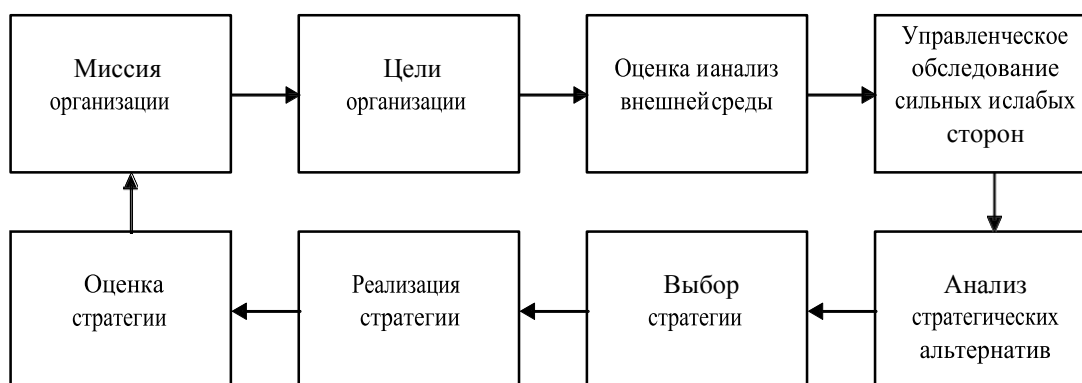 Миссия
организации
Цели
организации
Оценка ианализ
внешнейсреды
Управленческое
обследование
сильных ислабых
сторон
Оценка
стратегии
Реализация
стратегии
Выбор
стратегии
Анализ
стратегических
альтернатив